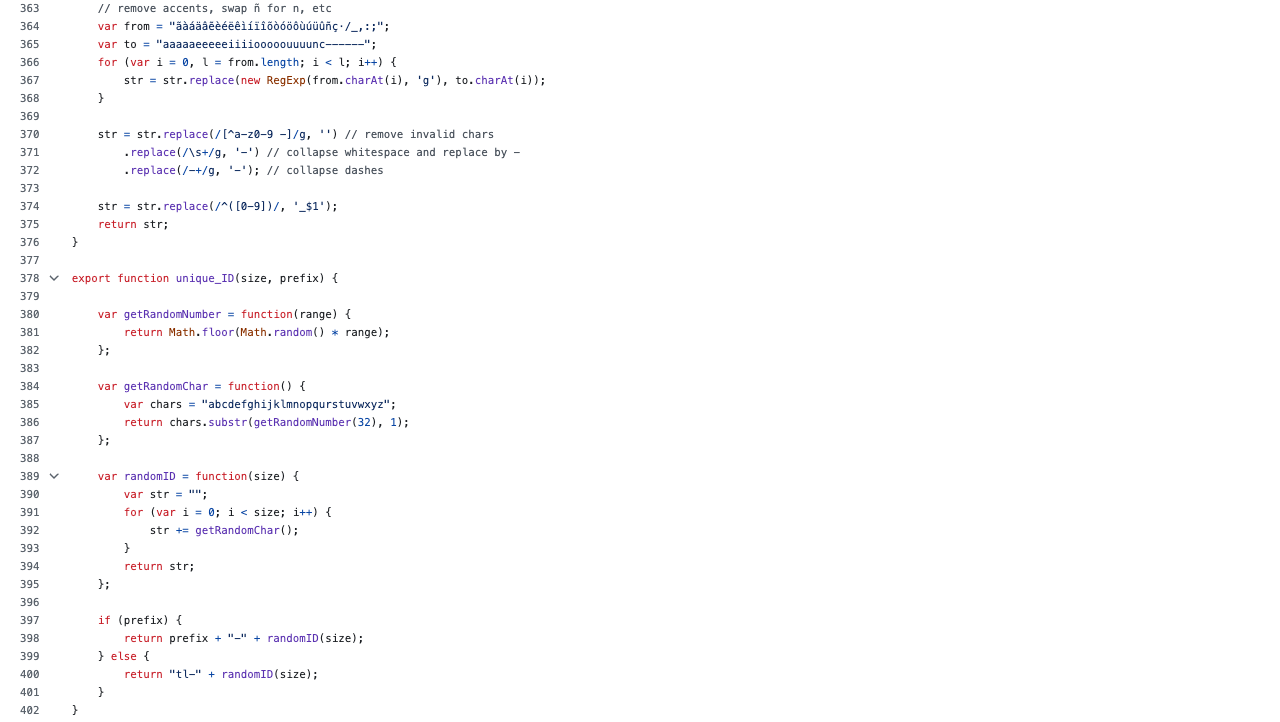 363 // remove accents, swap ñ for n, etc
364 var from = "ãàáäâẽèéëêìíïîõòóöôùúüûñç·/_,:;";
365 var to = "aaaaaeeeeeiiiiooooouuuunc------";
366 for (var i = 0, l = from.length; i < l; i++) {
367 str = str.replace(new RegExp(from.charAt(i), 'g'), to.charAt(i));
368 }
369
370 str = str.replace(/[^a-z0-9 -]/g, '') // remove invalid chars
371 .replace(/\s+/g, '-') // collapse whitespace and replace by -
372 .replace(/-+/g, '-'); // collapse dashes
373
374 str = str.replace(/^([0-9])/, '_$1');
375 return str;
376 }
377
378 export function unique_ID(size, prefix) {
379
380 var getRandomNumber = function(range) {
381 return Math.floor(Math.random() * range);
382 };
383
384 var getRandomChar = function() {
385 var chars = "abcdefghijklmnopqurstuvwxyz";
386 return chars.substr(getRandomNumber(32), 1);
387 };
388
389 var randomID = function(size) {
390 var str = "";
391 for (var i = 0; i < size; i++) {
392 str += getRandomChar();
393 }
394 return str;
395 };
396
397 if (prefix) {
398 return prefix + "-" + randomID(size);
399 } else {
400 return "tl-" + randomID(size);
401 }
402 }